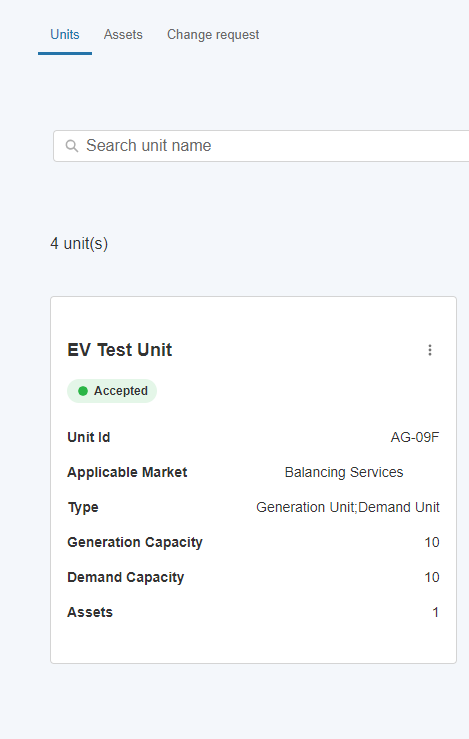 Units Assets Change request
Search unit name
4 unit(s)
EV Test Unit
Accepted
Unit Id AG-09F
Applicable Market Balancing Services
Type Generation Unit;Demand Unit
Generation Capacity 10
Demand Capacity 10
Assets 1